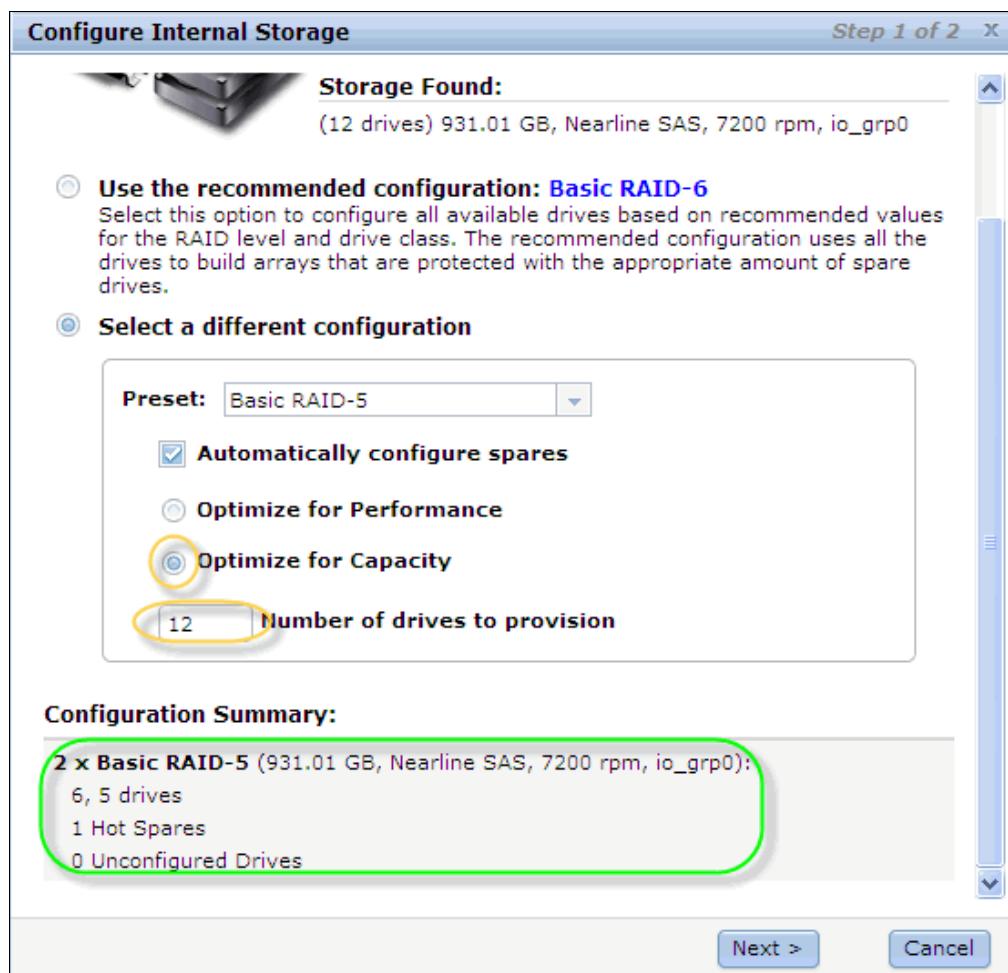 Configure Internal Storage
Step 1 of 2 X
Storage Found:
(12 drives) 931.01 GB, Nearline SAS, 7200 rpm, io_grp0
Use the recommended configuration: Basic RAID-6
Select this option to configure all available drives based on recommended values
for the RAID level and drive class. The recommended configuration uses all the
drives to build arrays that are protected with the appropriate amount of spare
drives.
Select a different configuration
Preset: Basic RAID-5
Automatically configure spares
Optimize for Performance
Optimize for Capacity
12 Number of drives to provision
Configuration Summary:
2 x Basic RAID-5 (931.01 GB, Nearline SAS, 7200 rpm, io_grp0):
6, 5 drives
1 Hot Spares
0 Unconfigured Drives
Next >
Cancel